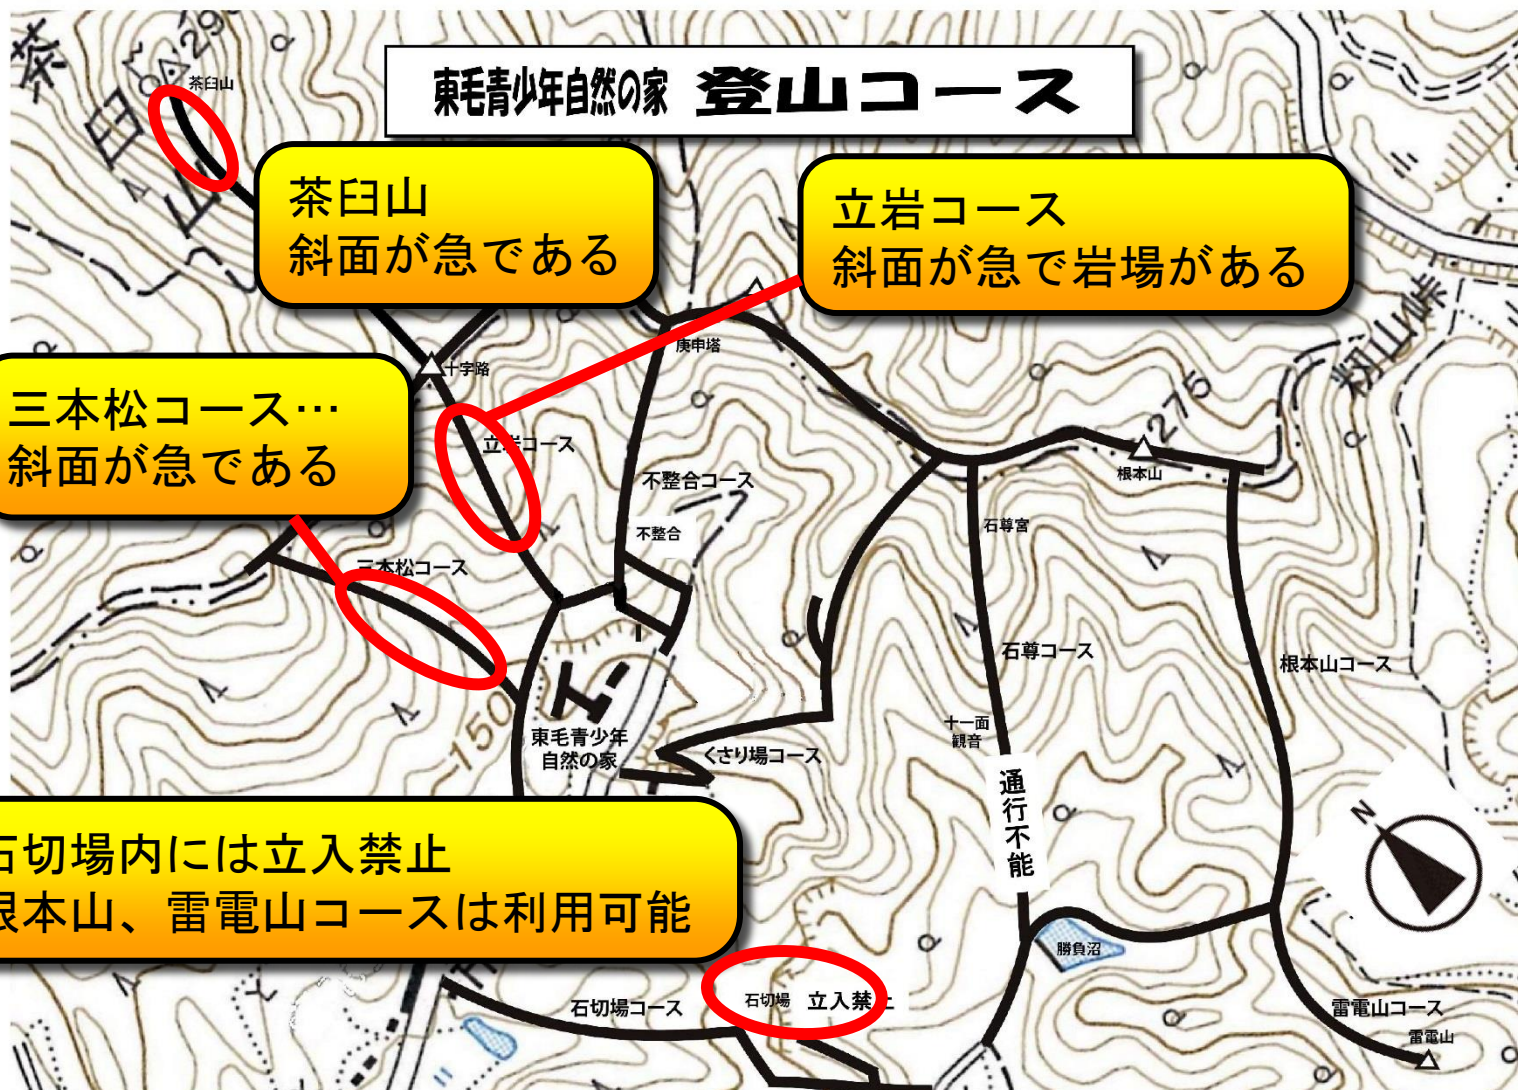 東毛青少年自然の家 登山コース
茶臼山
296
茶臼山
茶臼山
斜面が急である
立岩コース
斜面が急で岩場がある
籾山峠
庚申塔
十字路
275
三本松コース…
斜面が急である
立岩コース
不整合コース
根本山
石尊宮
不整合
三本松コース
石尊コース
根本山コース
150
東毛青少年
自然の家
十一面
観音
くさり場コース
通行不能
N
石切場内には立入禁止
根本山、雷電山コースは利用可能
勝負沼
石切場コース
石切場 立入禁止
雷電山コース
雷電山